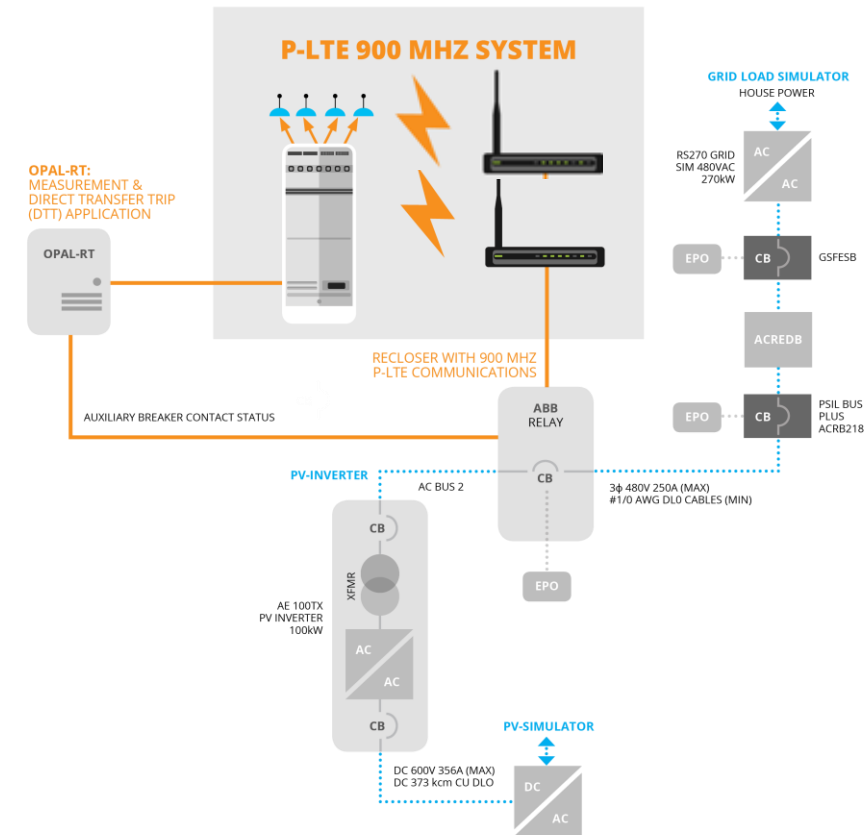 P-LTE 900 MHZ SYSTEM
GRID LOAD SIMULATOR
HOUSE POWER
RS270 GRID
SIM 480VAC
270kW
AC
AC
OPAL-RT:
MEASUREMENT &
DIRECT TRANSFER TRIP
(DTT) APPLICATION
OPAL-RT
EPO
CB
GSFESB
ACREDB
RECLOSER WITH 900 MHZ
P-LTE COMMUNICATIONS
EPO
CB
PSIL BUS
PLUS
ACRB218
ABB
RELAY
AUXILIARY BREAKER CONTACT STATUS
PV-INVERTER
AC BUS 2
CB
3ϕ 480V 250A (MAX)
#1/0 AWG DL0 CABLES (MIN)
EPO
CB
XFMR
AE 100TX
PV INVERTER
100kW
AC
AC
CB
PV-SIMULATOR
DC 600V 356A (MAX)
DC 373 kcm CU DLO
DC
AC